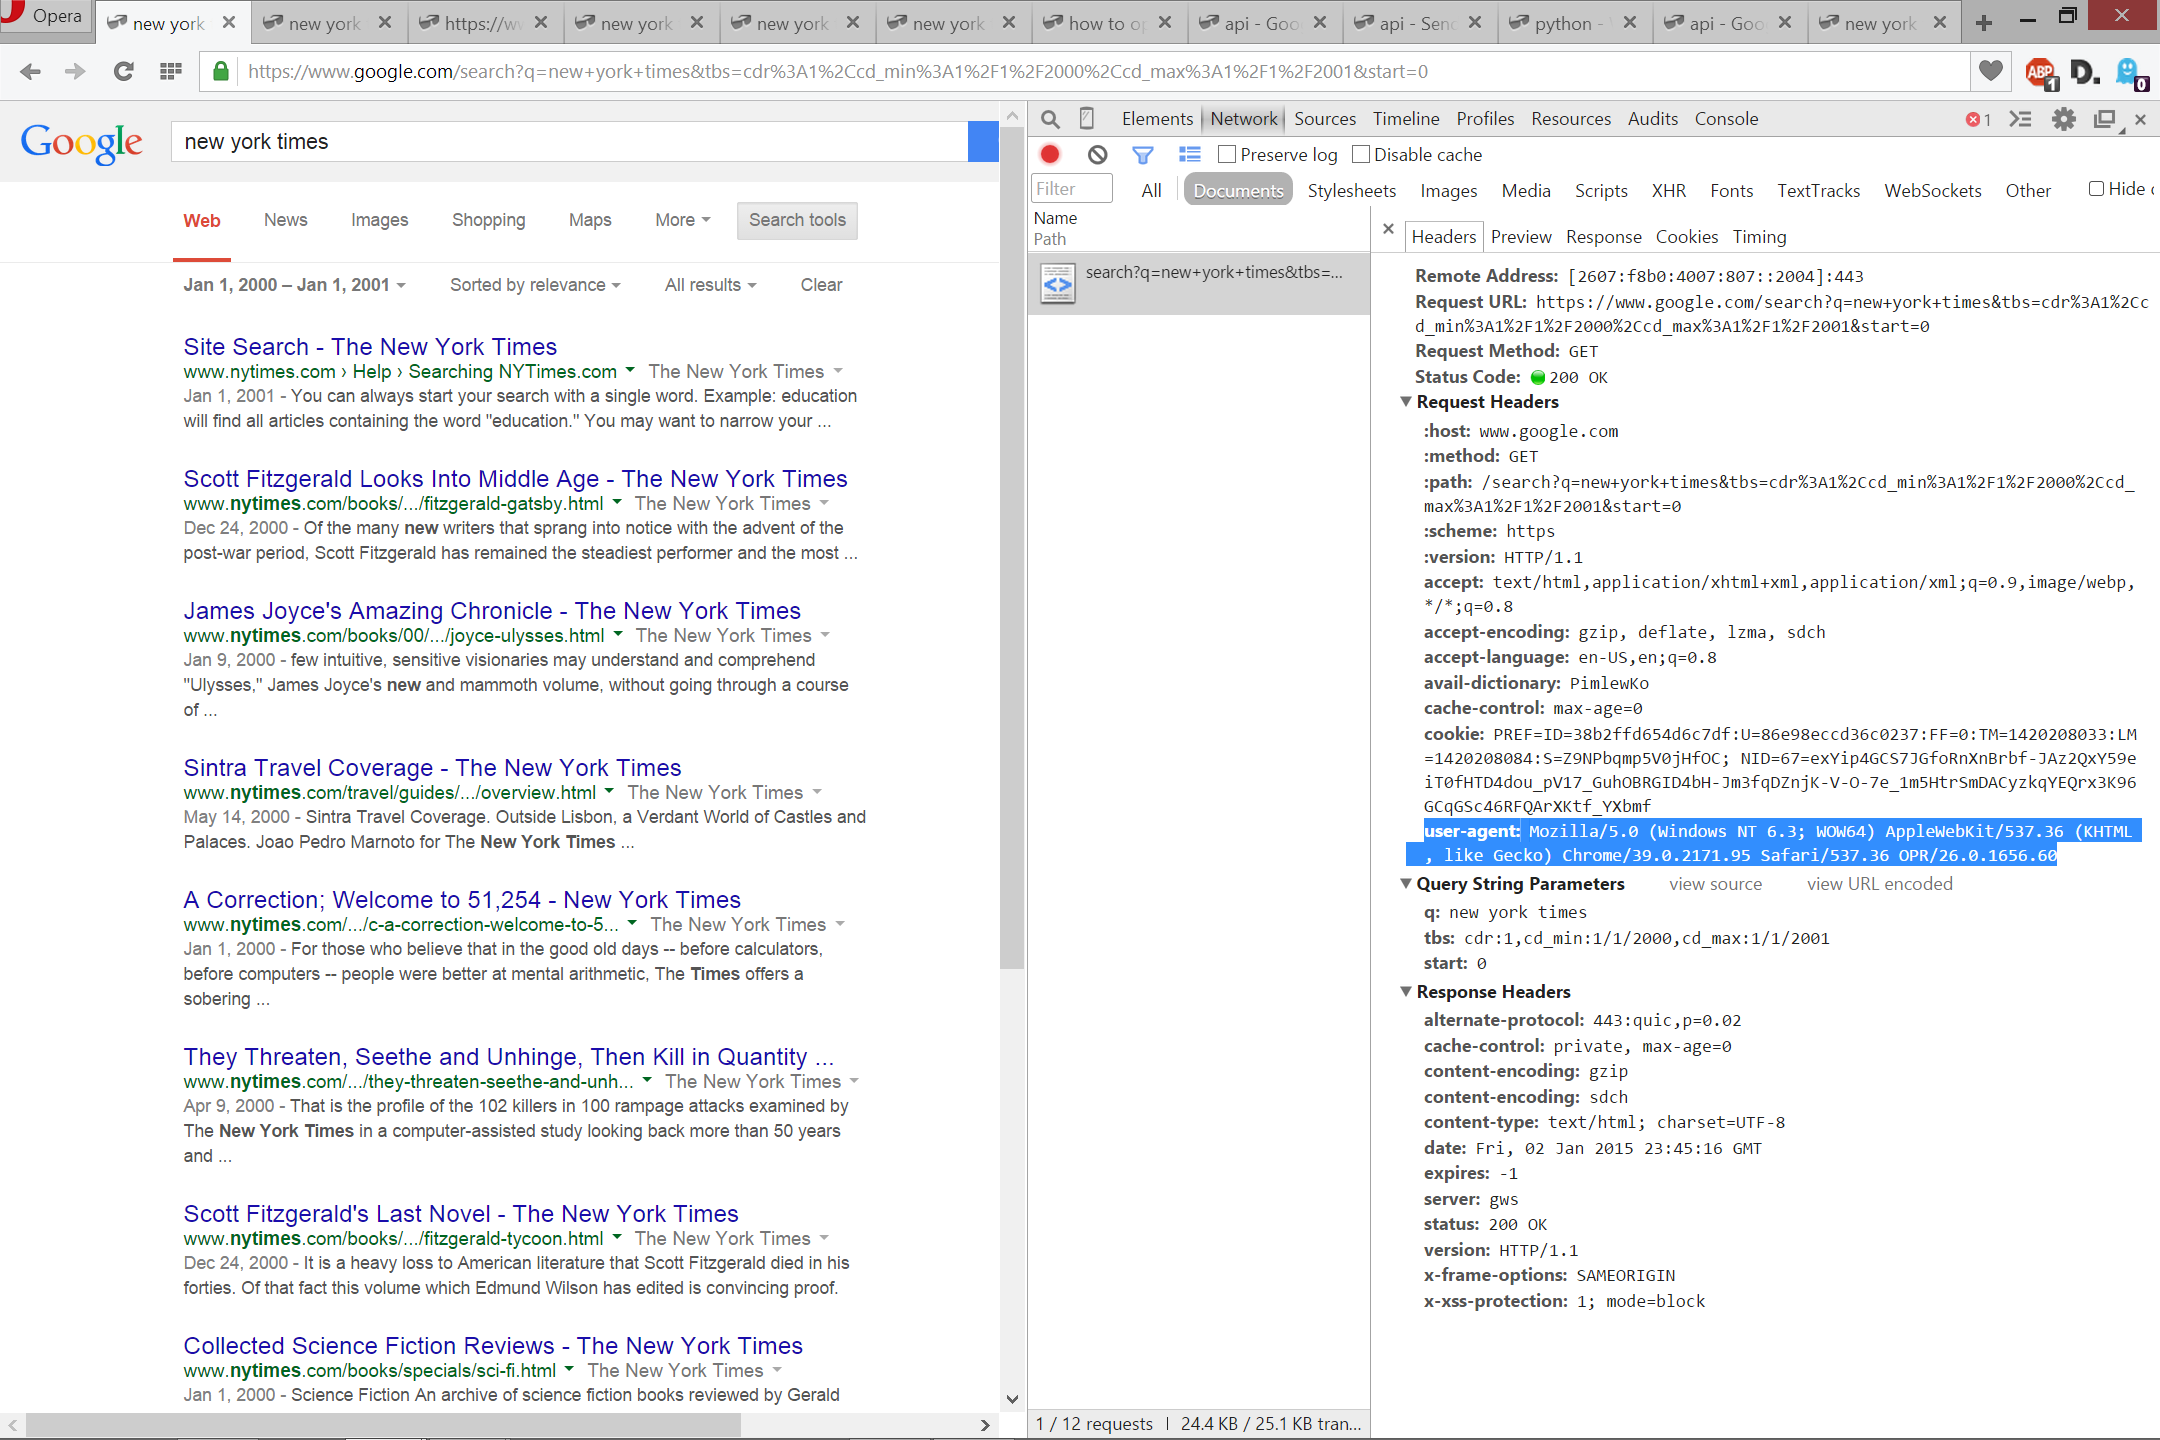 Opera
new york
new york
https://ww
new york
new york
new york
how to op
api - Goo
api - Senc
python -
api - Goo
new york
https://www.google.com/search?q=new+york+times&tbs=cdr%3A1%2Ccd_min%3A1%2F1%2F2000%2Ccd_max%3A1%2F1%2F2001&start=0
ABP
1
D.
0
Google
new york times
Web
News
Images
Shopping
Maps
More
Search tools
Jan 1, 2000 – Jan 1, 2001
Sorted by relevance
All results
Clear
Site Search - The New York Times
www.nytimes.com › Help › Searching NYTimes.com The New York Times
Jan 1, 2001 - You can always start your search with a single word. Example: education
will find all articles containing the word "education." You may want to narrow your ...
Scott Fitzgerald Looks Into Middle Age - The New York Times
www.nytimes.com/books/.../fitzgerald-gatsby.html The New York Times
Dec 24, 2000 - Of the many new writers that sprang into notice with the advent of the
post-war period, Scott Fitzgerald has remained the steadiest performer and the most ...
James Joyce's Amazing Chronicle - The New York Times
www.nytimes.com/books/00/.../joyce-ulysses.html The New York Times
Jan 9, 2000 - few intuitive, sensitive visionaries may understand and comprehend
"Ulysses," James Joyce's new and mammoth volume, without going through a course
of ...
Sintra Travel Coverage - The New York Times
www.nytimes.com/travel/guides/.../overview.html The New York Times
May 14, 2000 - Sintra Travel Coverage. Outside Lisbon, a Verdant World of Castles and
Palaces. Joao Pedro Marnoto for The New York Times ...
A Correction; Welcome to 51,254 - New York Times
www.nytimes.com/.../c-a-correction-welcome-to-5... The New York Times
Jan 1, 2000 - For those who believe that in the good old days -- before calculators,
before computers -- people were better at mental arithmetic, The Times offers a
sobering ...
They Threaten, Seethe and Unhinge, Then Kill in Quantity ...
www.nytimes.com/.../they-threaten-seethe-and-unh... The New York Times
Apr 9, 2000 - That is the profile of the 102 killers in 100 rampage attacks examined by
The New York Times in a computer-assisted study looking back more than 50 years
and ...
Scott Fitzgerald's Last Novel - The New York Times
www.nytimes.com/books/.../fitzgerald-tycoon.html The New York Times
Dec 24, 2000 - It is a heavy loss to American literature that Scott Fitzgerald died in his
forties. Of that fact this volume which Edmund Wilson has edited is convincing proof.
Collected Science Fiction Reviews - The New York Times
www.nytimes.com/books/specials/sci-fi.html The New York Times
Jan 1, 2000 - Science Fiction An archive of science fiction books reviewed by Gerald
Elements Network Sources Timeline Profiles Resources Audits Console
1
Preserve log
Disable cache
Filter
All Documents Stylesheets Images Media Scripts XHR Fonts TextTracks WebSockets Other
Hide
Name
Path
search?q=new+york+times&tbs=...
1 / 12 requests | 24.4 KB / 25.1 KB tran...
Headers Preview Response Cookies Timing
Remote Address: [2607:f8b0:4007:807::2004]:443
Request URL: https://www.google.com/search?q=new+york+times&tbs=cdr%3A1%2Cc
d_min%3A1%2F1%2F2000%2Ccd_max%3A1%2F1%2F2001&start=0
Request Method: GET
Status Code: 200 OK
Request Headers
:host: www.google.com
:method: GET
:path: /search?q=new+york+times&tbs=cdr%3A1%2Ccd_min%3A1%2F1%2F2000%2Ccd_
max%3A1%2F1%2F2001&start=0
:scheme: https
:version: HTTP/1.1
accept: text/html,application/xhtml+xml,application/xml;q=0.9,image/webp,
*/*;q=0.8
accept-encoding: gzip, deflate, lzma, sdch
accept-language: en-US,en;q=0.8
avail-dictionary: PimlewKo
cache-control: max-age=0
cookie: PREF=ID=38b2ffd654d6c7df:U=86e98eccd36c0237:FF=0:TM=1420208033:LM
=1420208084:S=Z9NPbqmp5V0jHfOC; NID=67=exYip4GCS7JGfoRnXnBrbf-JAz2QxY59e
iT0fHTD4dou_pV17_GuhOBRGID4bH-Jm3fqDZnjK-V-O-7e_1m5HtrSmDACyzkqYEQrx3K96
GCqGSc46RFQArXKtf_YXbmf
user-agent: Mozilla/5.0 (Windows NT 6.3; WOW64) AppleWebKit/537.36 (KHTML
, like Gecko) Chrome/39.0.2171.95 Safari/537.36 OPR/26.0.1656.60
Query String Parameters view source view URL encoded
q: new york times
tbs: cdr:1,cd_min:1/1/2000,cd_max:1/1/2001
start: 0
Response Headers
alternate-protocol: 443:quic,p=0.02
cache-control: private, max-age=0
content-encoding: gzip
content-encoding: sdch
content-type: text/html; charset=UTF-8
date: Fri, 02 Jan 2015 23:45:16 GMT
expires: -1
server: gws
status: 200 OK
version: HTTP/1.1
x-frame-options: SAMEORIGIN
x-xss-protection: 1; mode=block